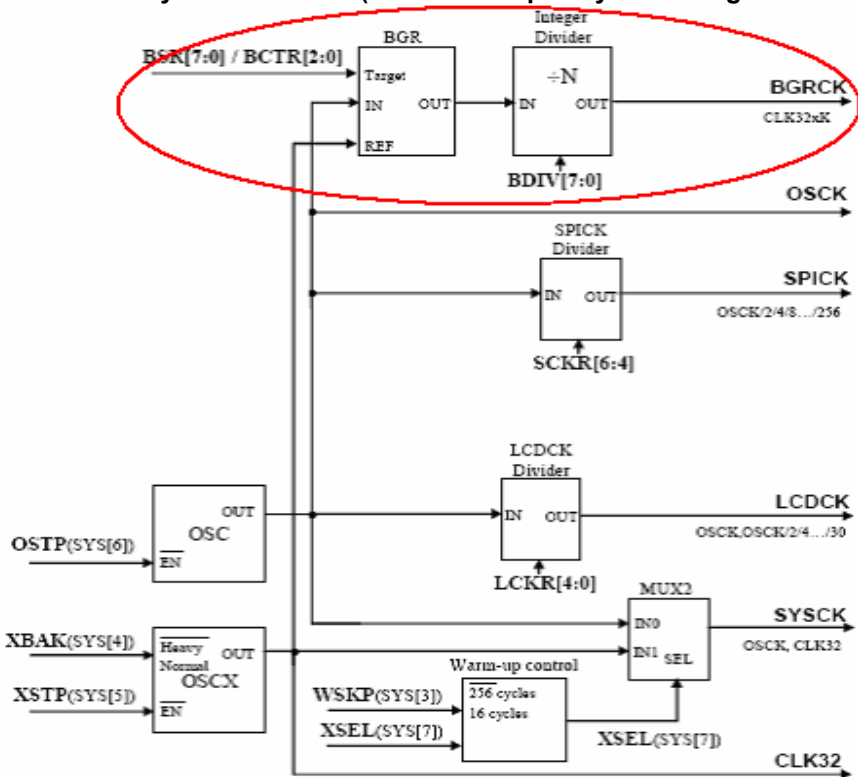 Integer
BGR
Divider
BSR[7:0] / BCTR[2:0]
Target
÷N
BGRCK
IN
OUT
IN
OUT
CLK32xK
REF
BDIV[7:0]
OSCK
SPICK
Divider
SPICK
IN
OUT
OSCK/2/4/8.../256
SCKR[6:4]
LCDCK
Divider
LCDCK
OUT
IN
OUT
OSC
OSCK,OSCK/2/4.../30
OSTP(SYS[6])
EN
LCKR[4:0]
MUX2
SYSCK
IN0
XBAK(SYS[4])
Heavy
OUT
IN1
OSCK, CLK32
Normal
SEL
OSCX
Warm-up control
XSTP(SYS[5])
EN
WSKP(SYS[3])
256 cycles
16 cycles
XSEL(SYS[7])
XSEL(SYS[7])
CLK32